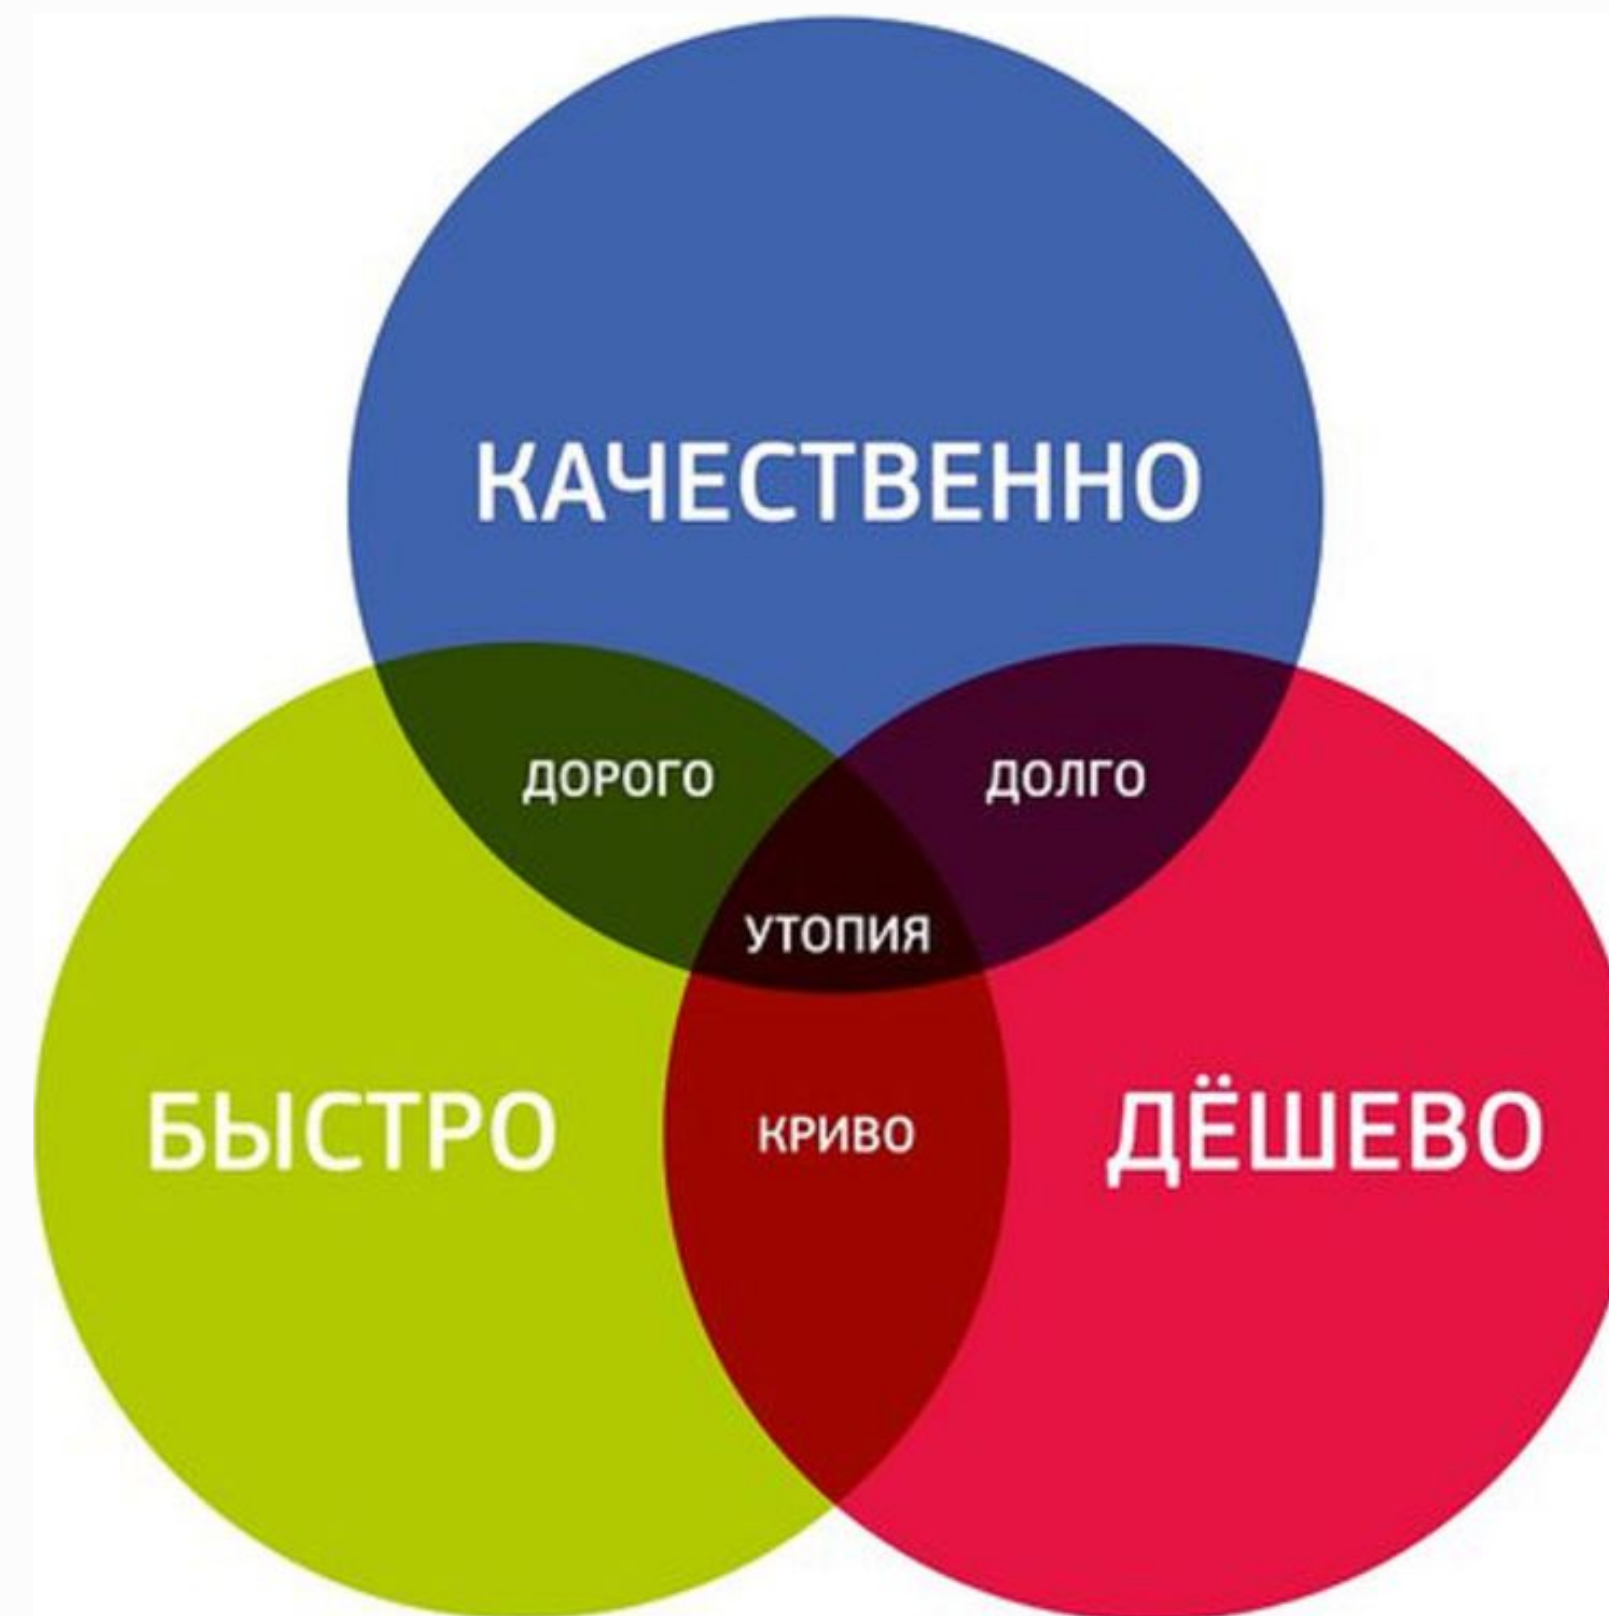 КАЧЕСТВЕННО
ДОРОГО
ДОЛГО
УТОПИЯ
БЫСТРО
КРИВО
ДЁШЕВО